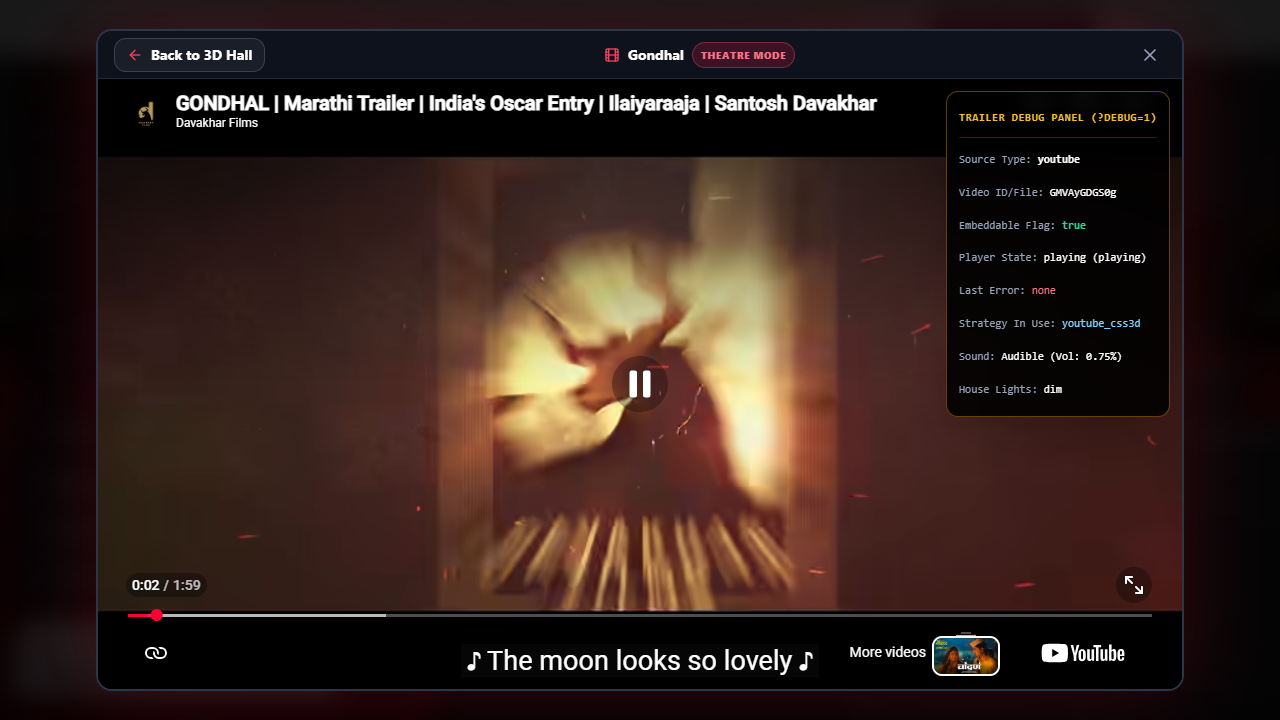 Back to 3D Hall
Gondhal
THEATRE MODE
GONDHAL | Marathi Trailer | India's Oscar Entry | Ilaiyaraaja | Santosh Davakhar
Davakhar Films
TRAILER DEBUG PANEL (?DEBUG=1)
Source Type: youtube
Video ID/File: GMVAyGDGS0g
Embeddable Flag: true
Player State: playing (playing)
Last Error: none
Strategy In Use: youtube_css3d
Sound: Audible (Vol: 0.75%)
House Lights: dim
0:02 / 1:59
♪ The moon looks so lovely ♪
More videos
YouTube